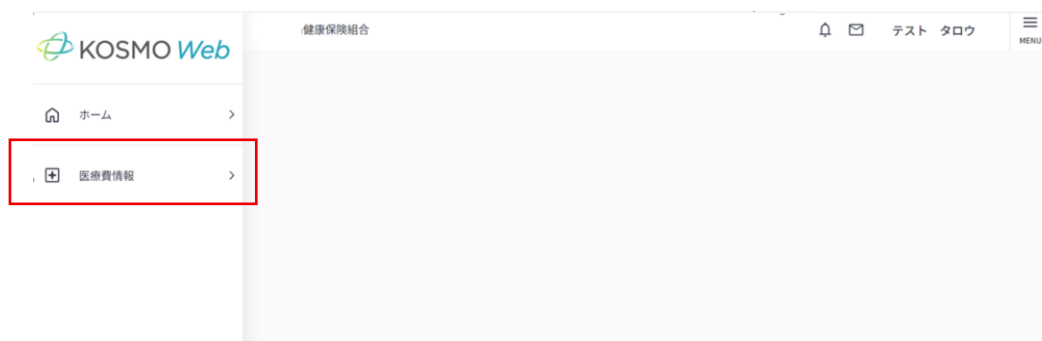 KOSMO Web
健康保険組合
テスト タロウ
MENU
ホーム
医療費情報